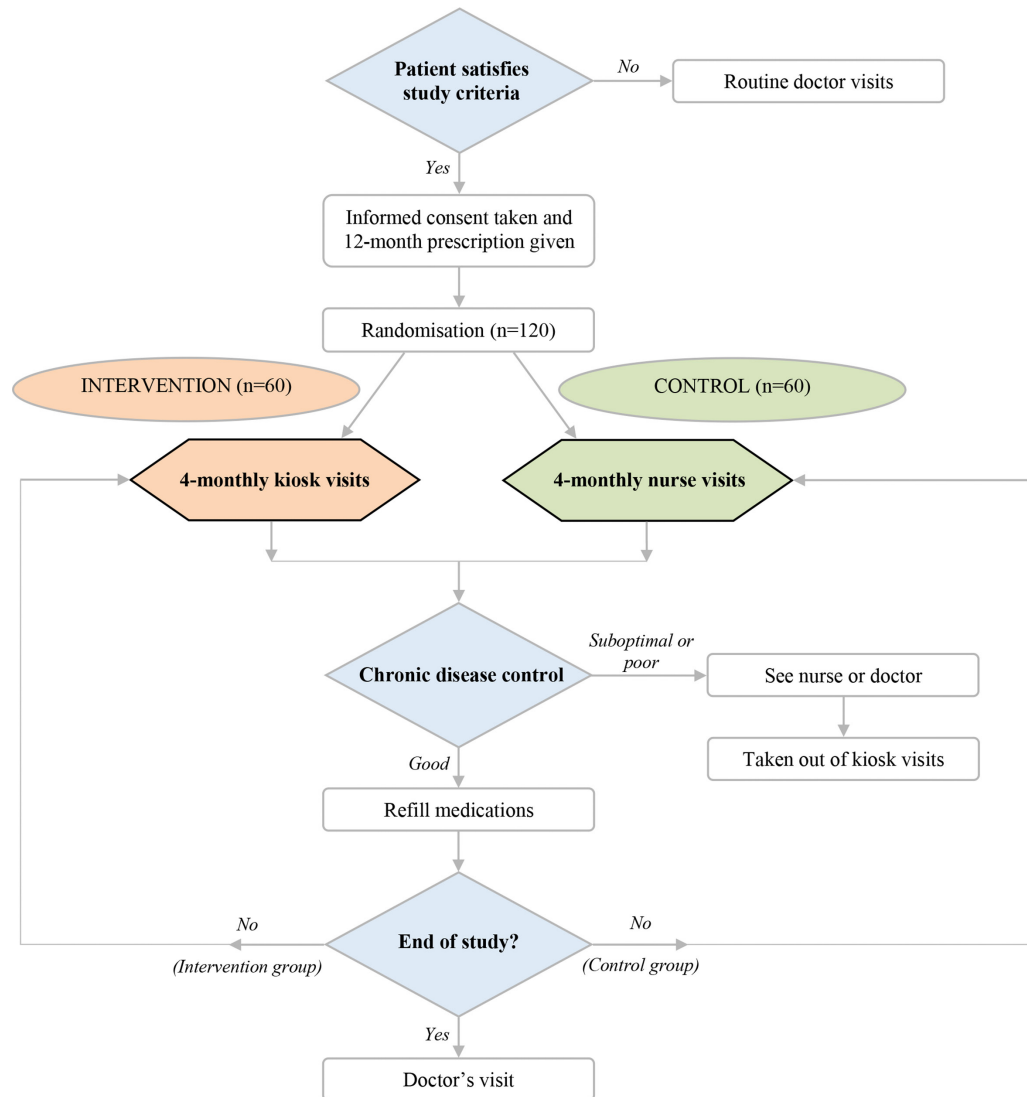 Patient satisfies
study criteria
No
Routine doctor visits
Yes
Informed consent taken and
12-month prescription given
Randomisation (n=120)
INTERVENTION (n=60)
CONTROL (n=60)
4-monthly kiosk visits
4-monthly nurse visits
Chronic disease control
Suboptimal or
poor
See nurse or doctor
Taken out of kiosk visits
Good
Refill medications
End of study?
No
(Intervention group)
No
(Control group)
Yes
Doctor’s visit